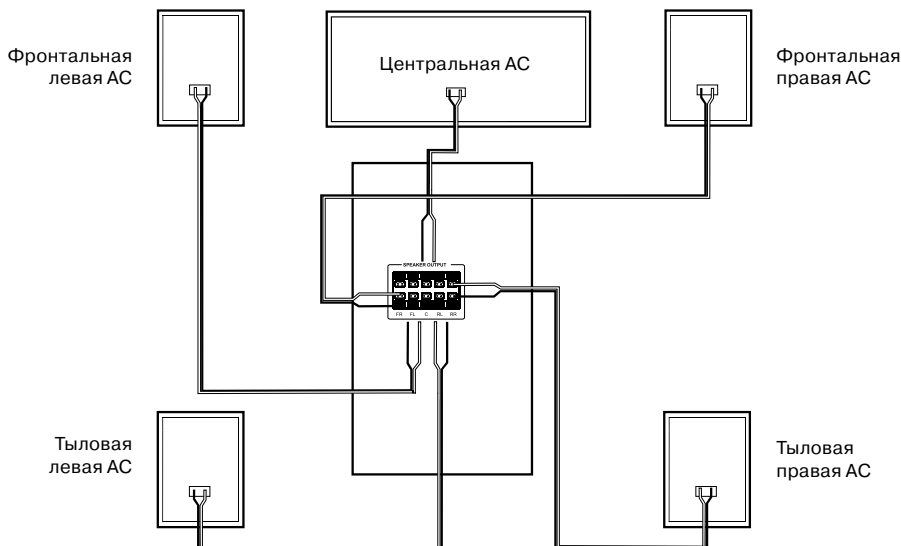 Фронтальная
левая АС
Центральная АС
Фронтальная
правая АС
SPEAKER OUTPUT
FR FL C RL RR
Тыловая
левая АС
Тыловая
правая АС